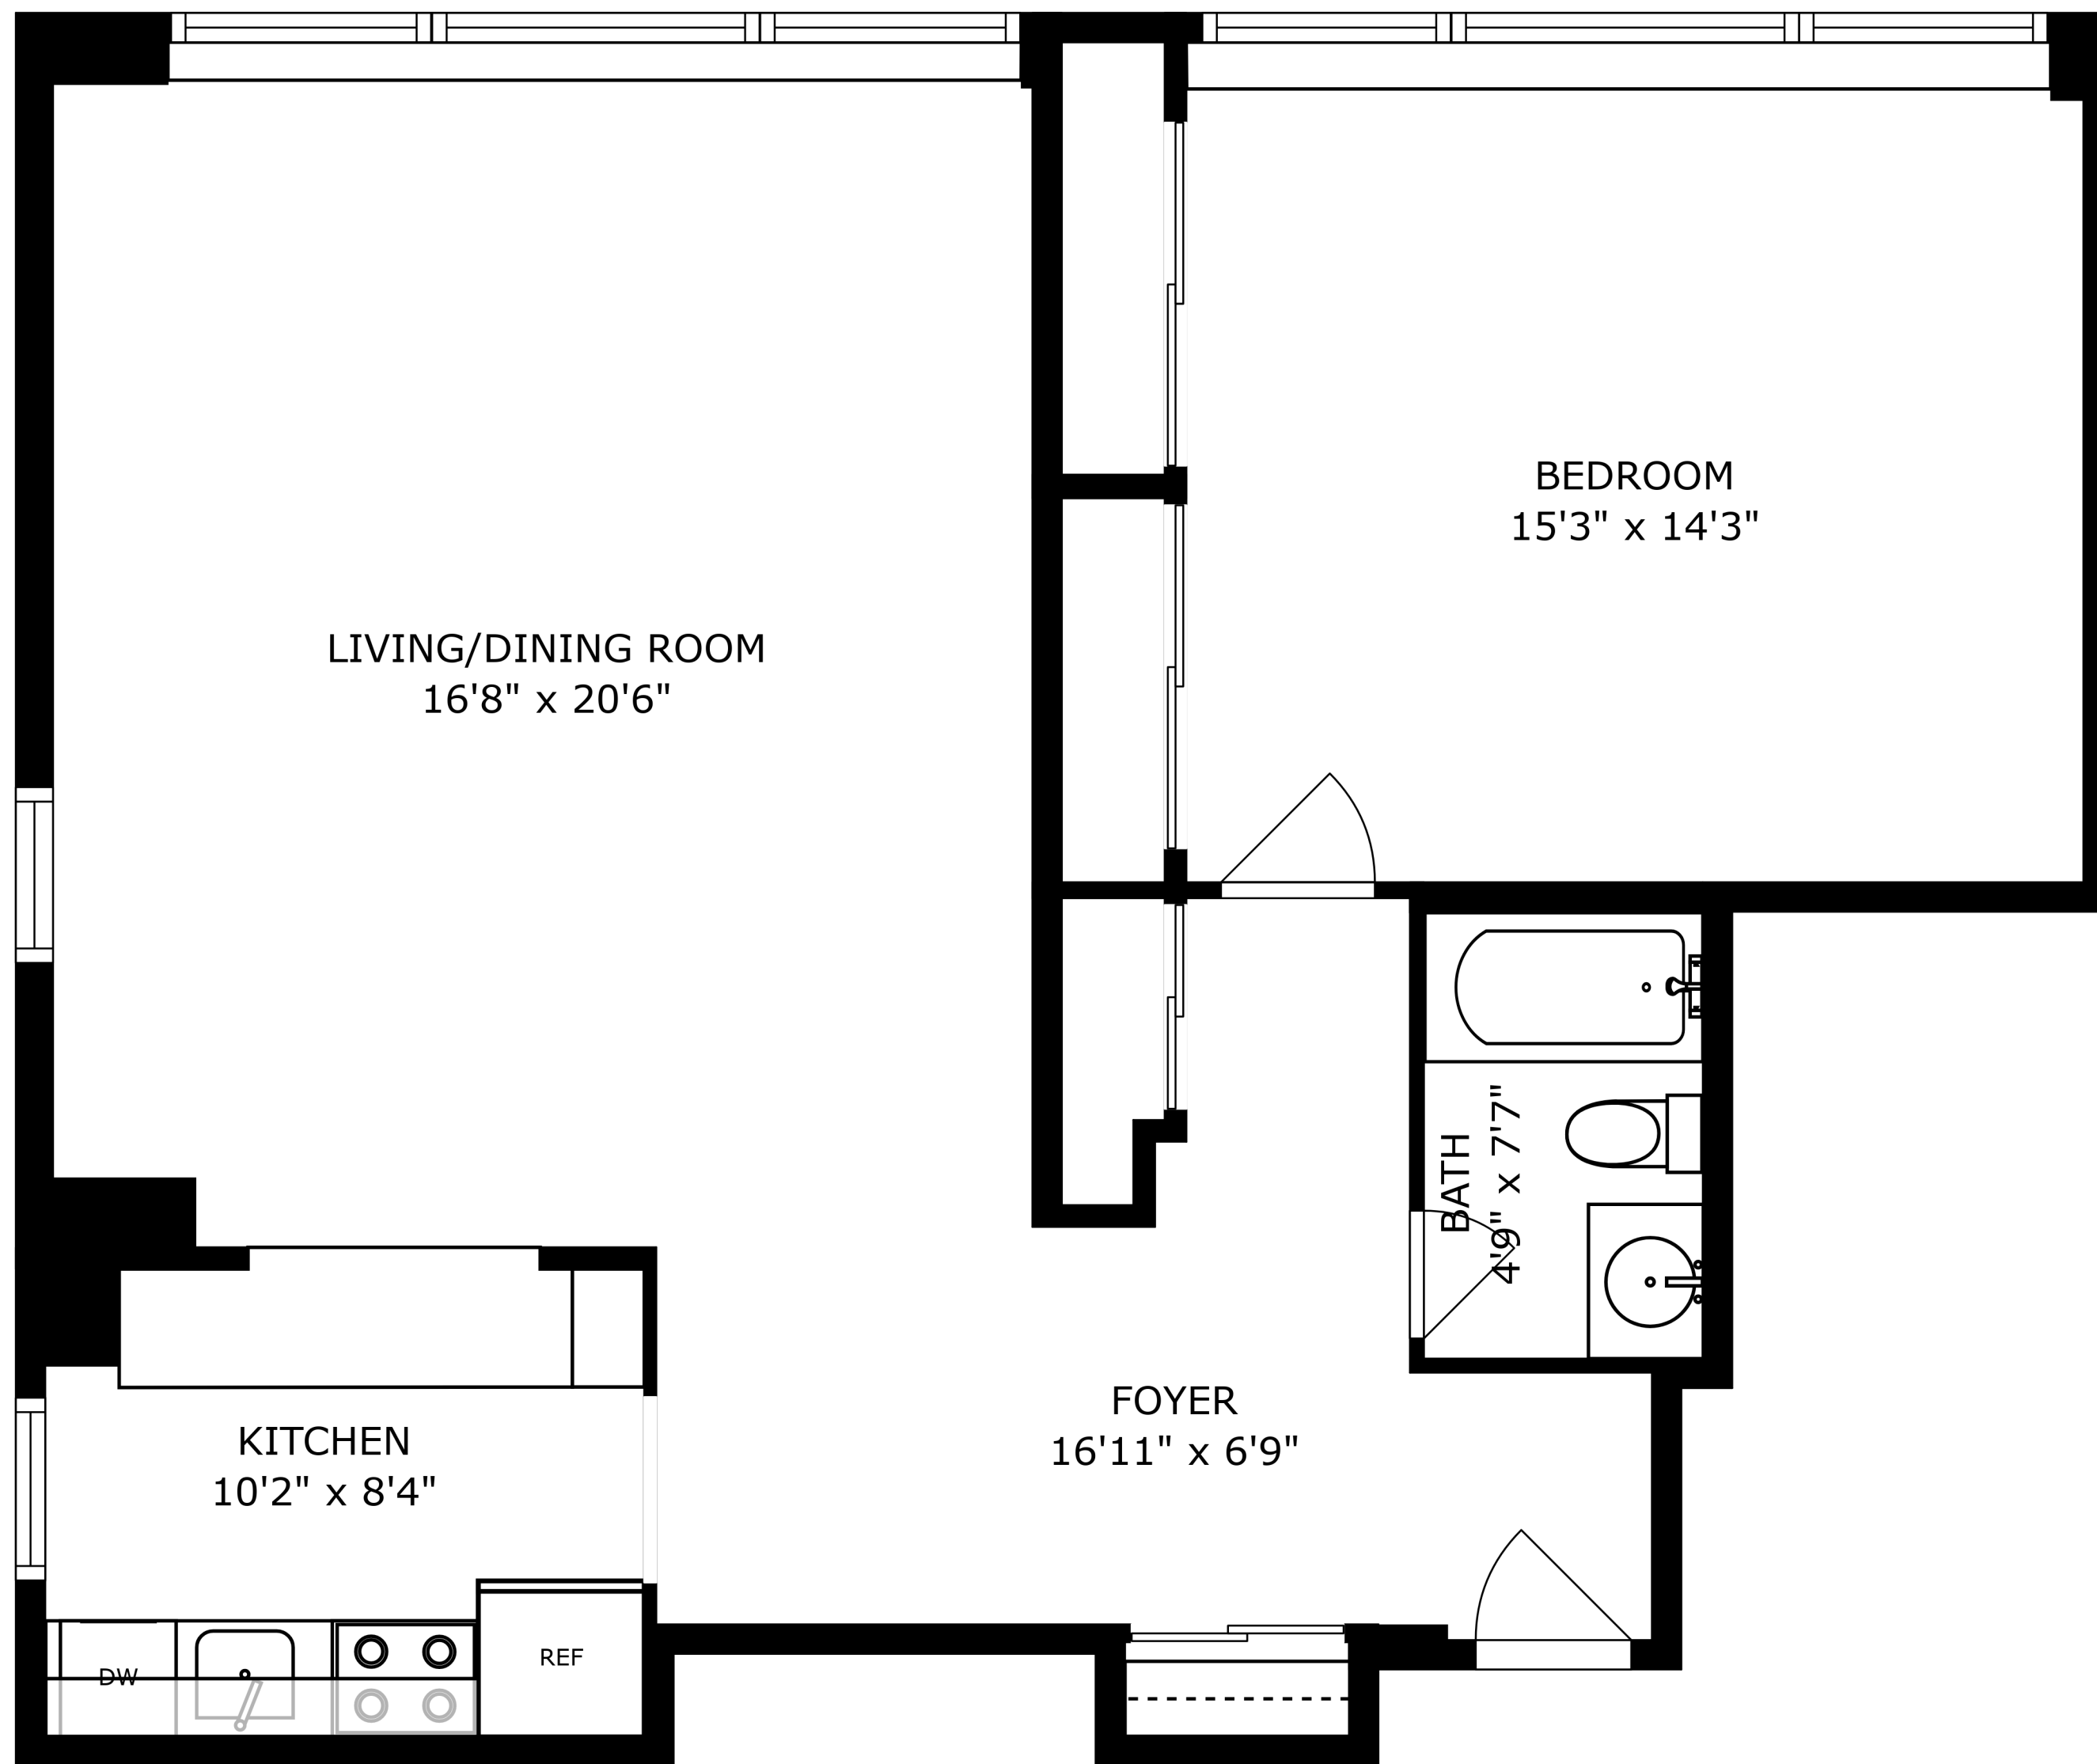 BEDROOM
15'3" x 14'3"
LIVING/DINING ROOM
16'8" x 20'6"
BATH
4'9" x 7'7"
FOYER
16'11" x 6'9"
KITCHEN
10'2" x 8'4"
REF
DW